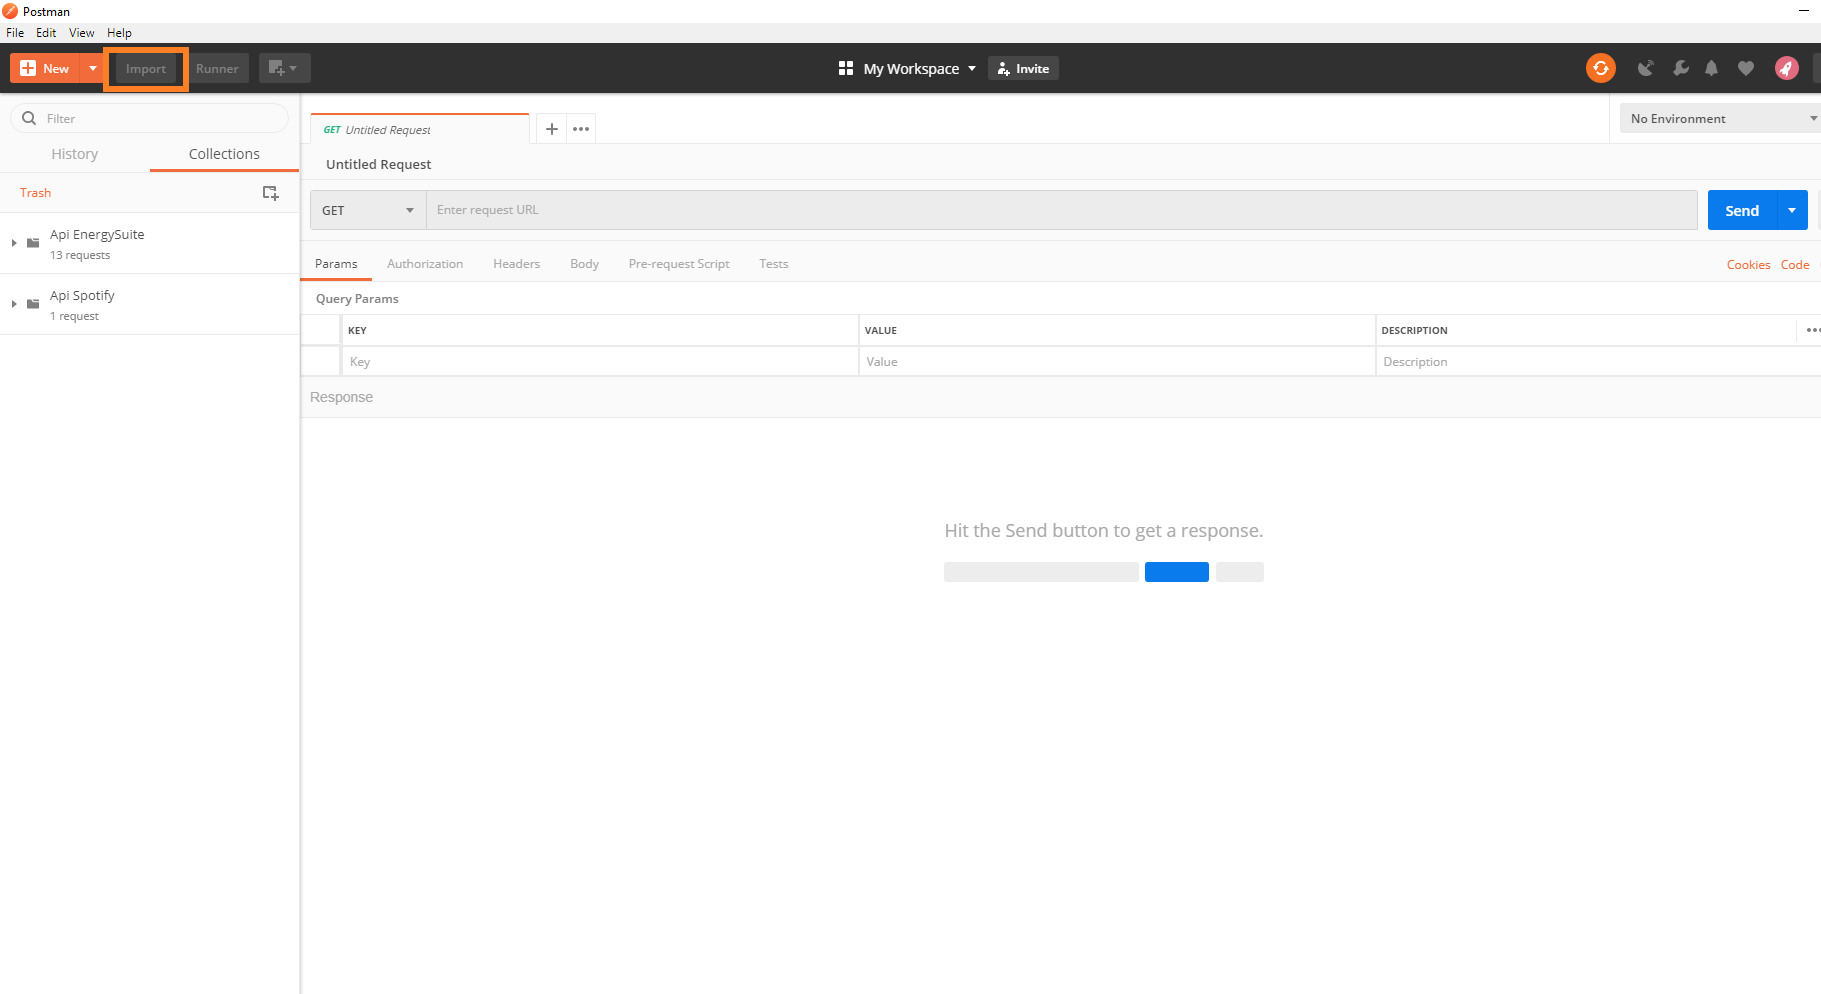 Postman
File Edit View Help
New Import Runner My Workspace Invite
Filter
History Collections
Trash
Api EnergySuite
13 requests
Api Spotify
1 request
GET Untitled Request
No Environment
Untitled Request
GET Enter request URL Send
Params Authorization Headers Body Pre-request Script Tests Cookies Code
Query Params
KEY VALUE DESCRIPTION
Key Value Description
Response
Hit the Send button to get a response.